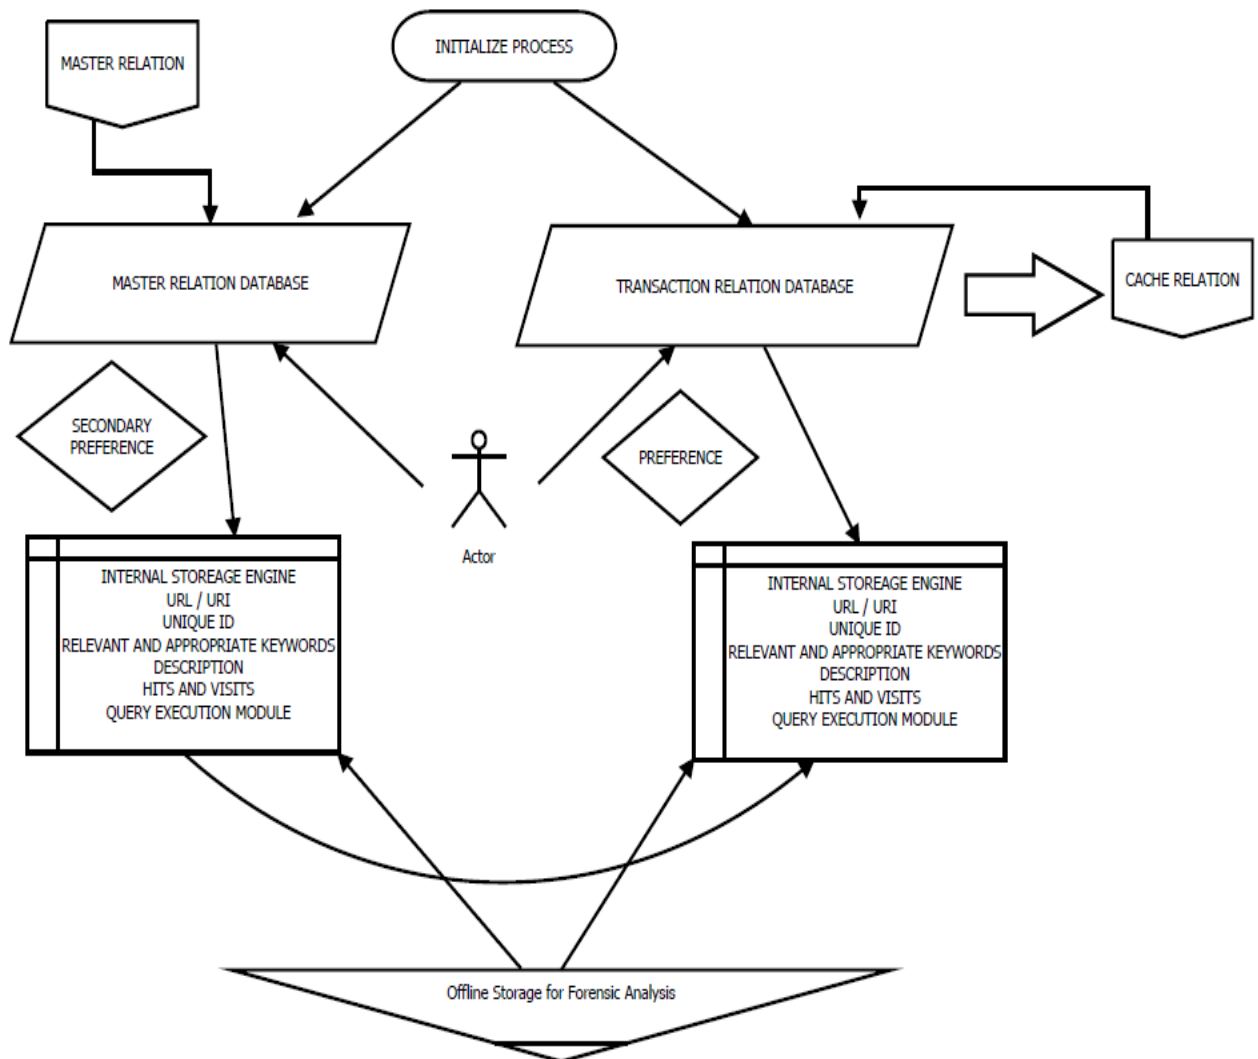 INITIALIZE PROCESS
MASTER RELATION
MASTER RELATION DATABASE
TRANSACTION RELATION DATABASE
CACHE RELATION
SECONDARY
PREFERENCE
PREFERENCE
Actor
INTERNAL STOREAGE ENGINE
URL / URI
UNIQUE ID
RELEVANT AND APPROPRIATE KEYWORDS
DESCRIPTION
HITS AND VISITS
QUERY EXECUTION MODULE
INTERNAL STOREAGE ENGINE
URL / URI
UNIQUE ID
RELEVANT AND APPROPRIATE KEYWORDS
DESCRIPTION
HITS AND VISITS
QUERY EXECUTION MODULE
Offline Storage for Forensic Analysis